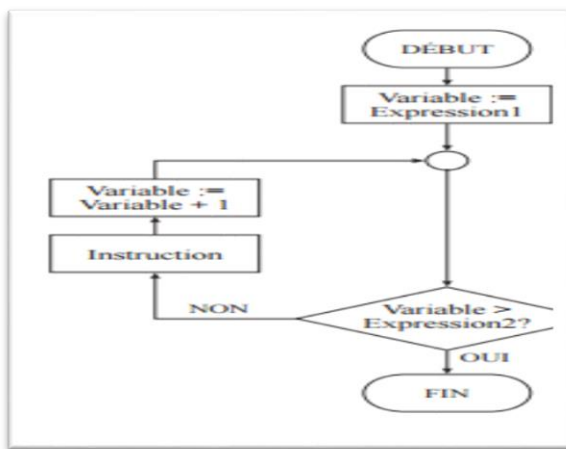 DÉBUT
Variable :=
Expression1
Variable :=
Variable + 1
Instruction
NON
Variable >
Expression2?
OUI
FIN